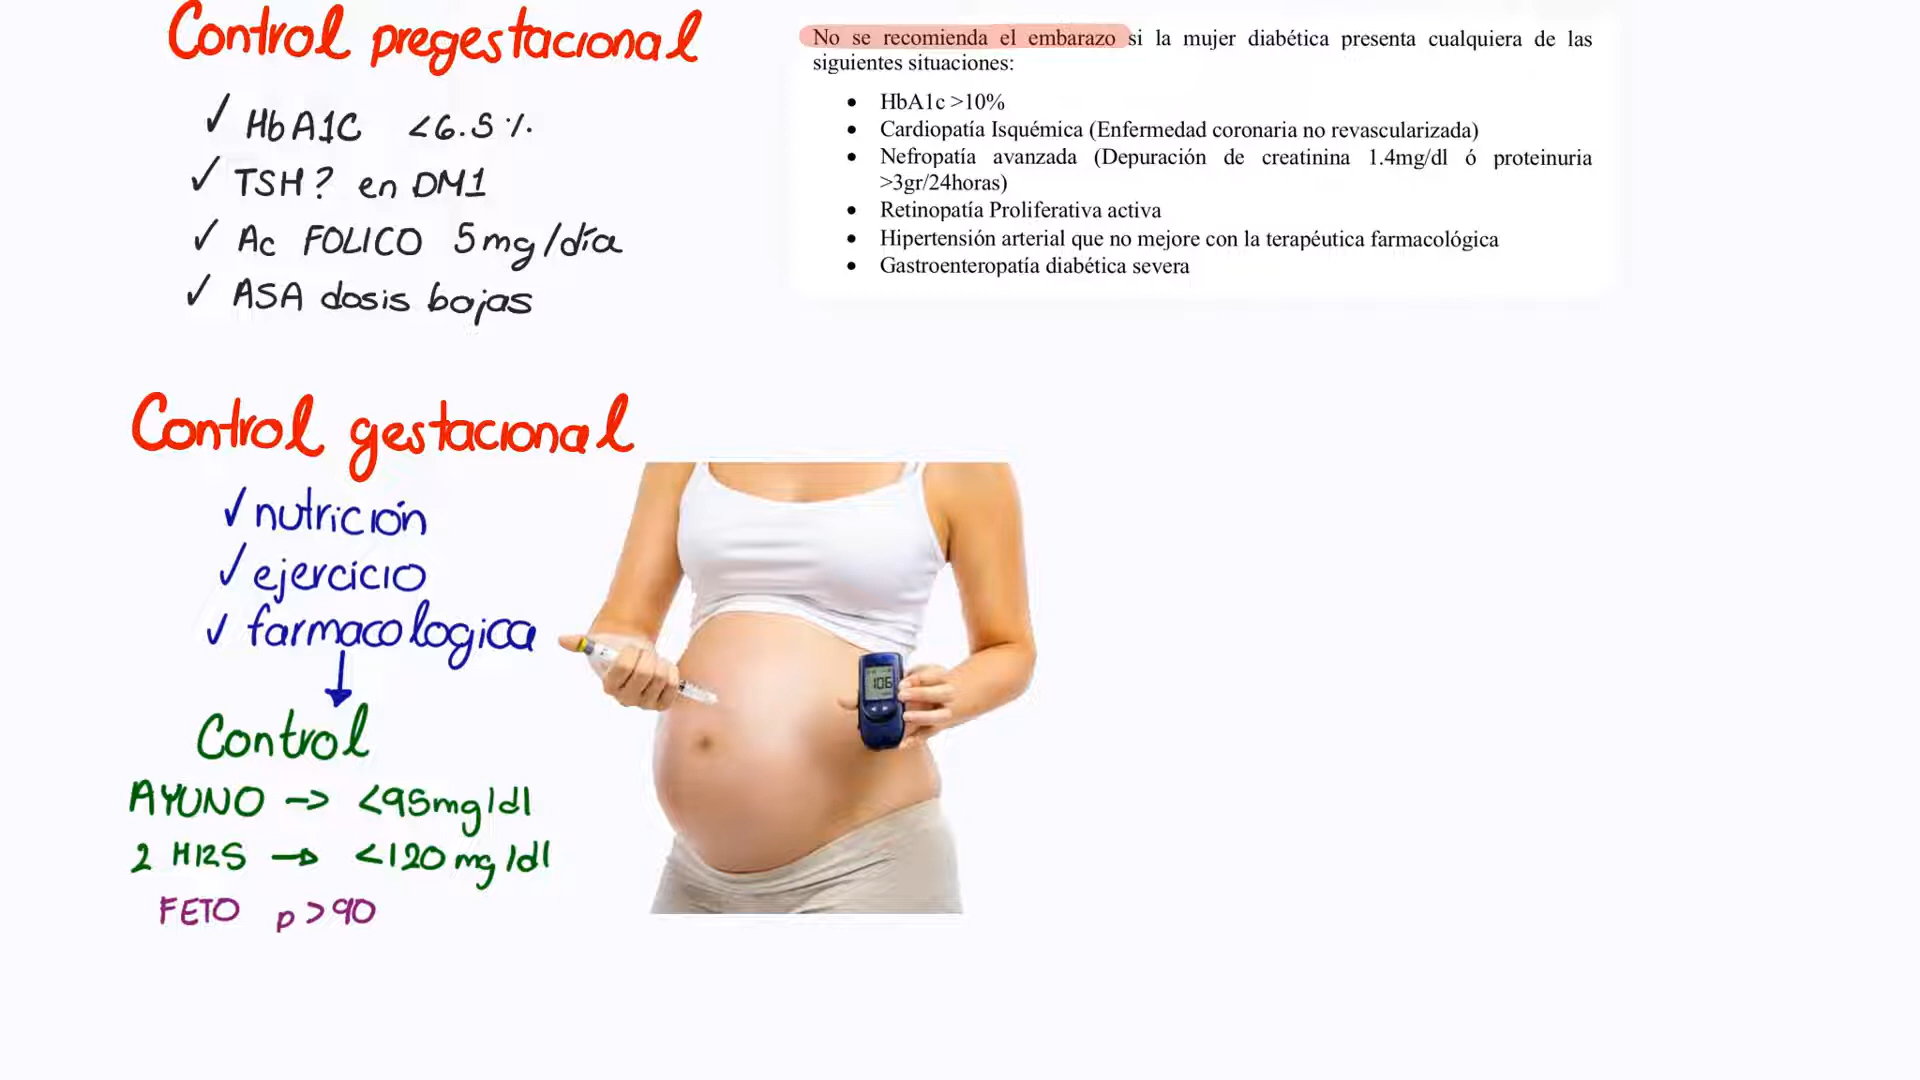 Control pregestacional
✓ HbA1C <6.5%
✓ TSH? en DM1
✓ Ac FOLICO 5mg/día
✓ ASA dosis bajas
No se recomienda el embarazo si la mujer diabética presenta cualquiera de las
siguientes situaciones:
• HbA1c >10%
• Cardiopatía Isquémica (Enfermedad coronaria no revascularizada)
• Nefropatía avanzada (Depuración de creatinina 1.4mg/dl ó proteinuria
>3gr/24horas)
• Retinopatía Proliferativa activa
• Hipertensión arterial que no mejore con la terapéutica farmacológica
• Gastroenteropatía diabética severa
Control gestacional
✓ nutrición
✓ ejercicio
✓ farmacologica
↓
Control
AYUNO -> <95mg/dl
2 HRS -> <120mg/dl
FETO p>90
106